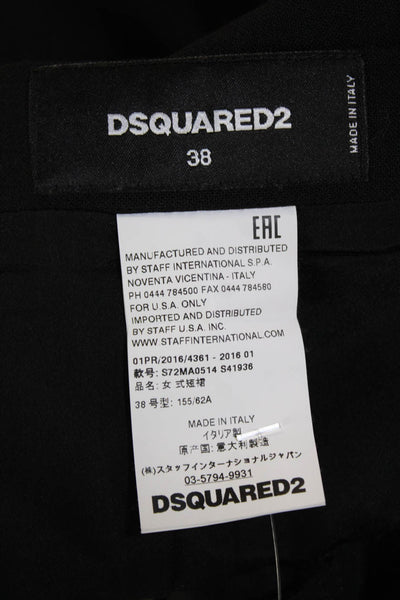 DSQUARED2
38
MADE IN ITALY
EAC
MANUFACTURED AND DISTRIBUTED
BY STAFF INTERNATIONAL S.P.A.
NOVENTA VICENTINA - ITALY
PH 0444 784500 FAX 0444 784580
FOR U.S.A. ONLY
IMPORTED AND DISTRIBUTED
BY STAFF U.S.A. INC.
WWW.STAFFINTERNATIONAL.COM
01PR/2016/4361 - 2016 01
款号: S72MA0514 S41936
品名: 女 式短裙
38 号型: 155/62A
MADE IN ITALY
イタリア製
原产国: 意大利製造
(株)スタッフインターナショナルジャパン
03-5794-9931
DSQUARED2